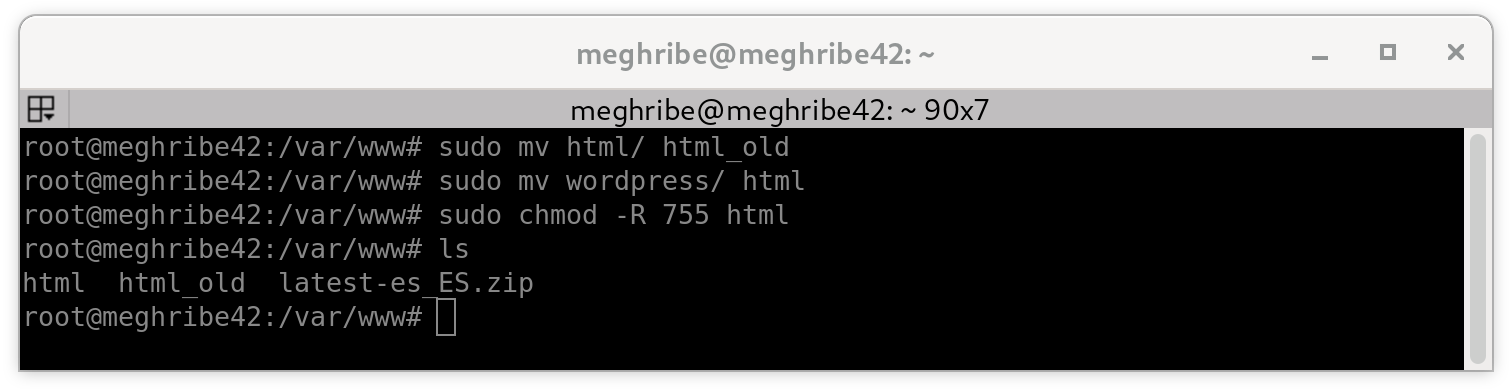 meghribe@meghribe42: ~
meghribe@meghribe42: ~ 90x7
root@meghribe42:/var/www# sudo mv html/ html_old
root@meghribe42:/var/www# sudo mv wordpress/ html
root@meghribe42:/var/www# sudo chmod -R 755 html
root@meghribe42:/var/www# ls
html  html_old  latest-es_ES.zip
root@meghribe42:/var/www#